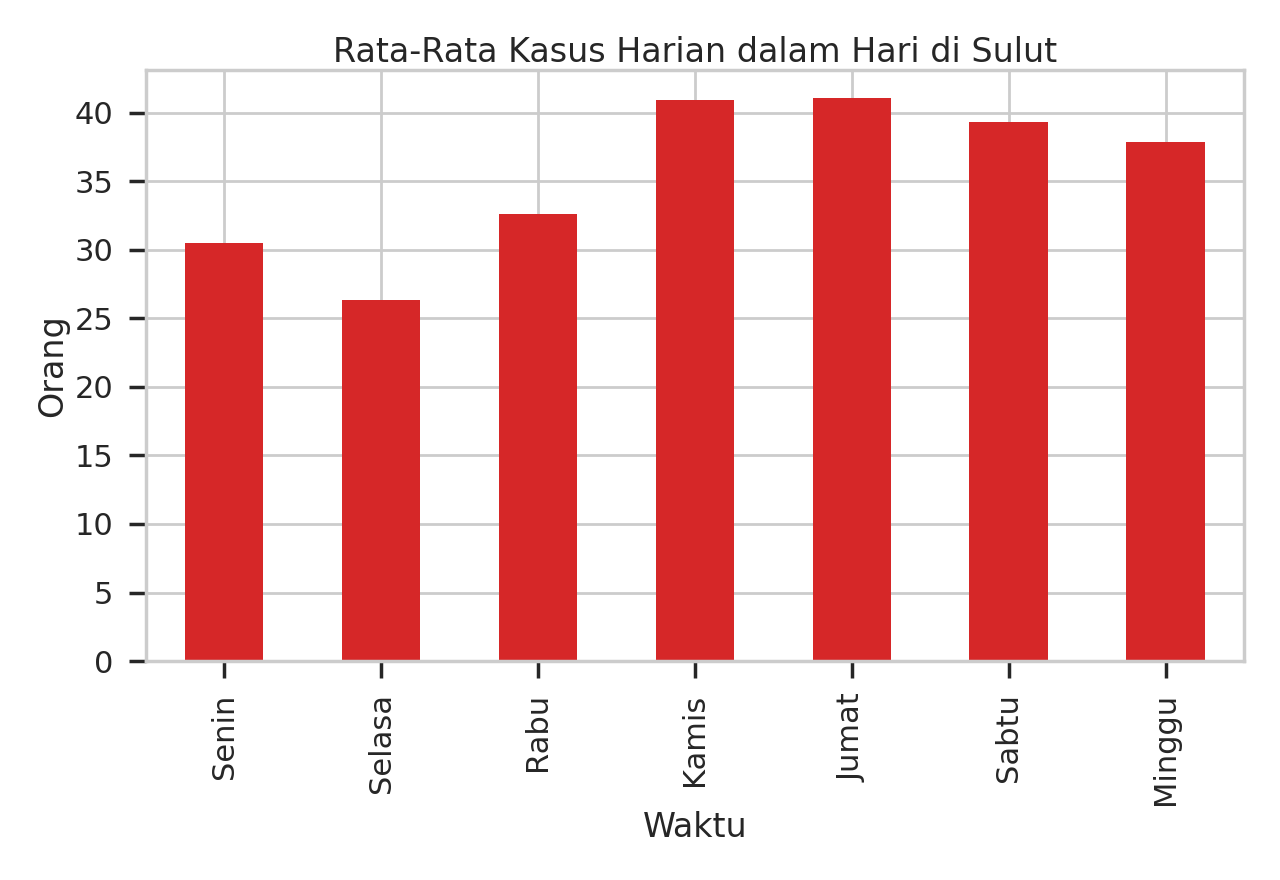 Rata-Rata Kasus Harian dalam Hari di Sulut
Orang
40
35
30
25
20
15
10
5
0
Senin
Selasa
Rabu
Kamis
Jumat
Sabtu
Minggu
Waktu